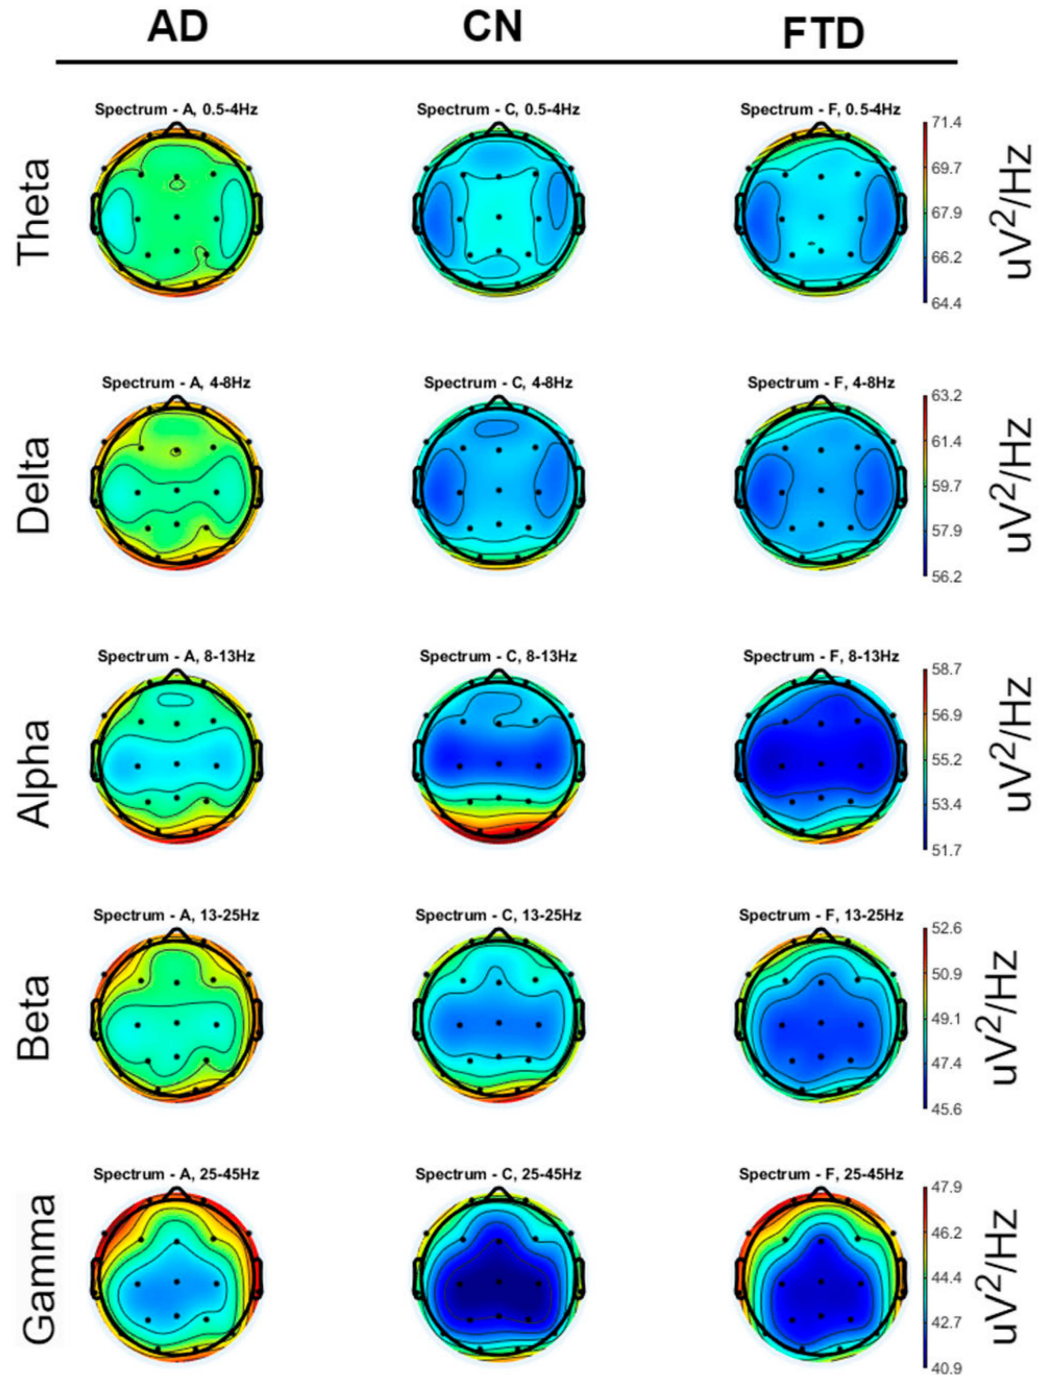 AD CN FTD
Theta
Spectrum - A, 0.5-4Hz Spectrum - C, 0.5-4Hz Spectrum - F, 0.5-4Hz
71.4
69.7
67.9
66.2
64.4
uV²/Hz
Delta
Spectrum - A, 4-8Hz Spectrum - C, 4-8Hz Spectrum - F, 4-8Hz
63.2
61.4
59.7
57.9
56.2
uV²/Hz
Alpha
Spectrum - A, 8-13Hz Spectrum - C, 8-13Hz Spectrum - F, 8-13Hz
58.7
56.9
55.2
53.4
51.7
uV²/Hz
Beta
Spectrum - A, 13-25Hz Spectrum - C, 13-25Hz Spectrum - F, 13-25Hz
52.6
50.9
49.1
47.4
45.6
uV²/Hz
Gamma
Spectrum - A, 25-45Hz Spectrum - C, 25-45Hz Spectrum - F, 25-45Hz
47.9
46.2
44.4
42.7
40.9
uV²/Hz